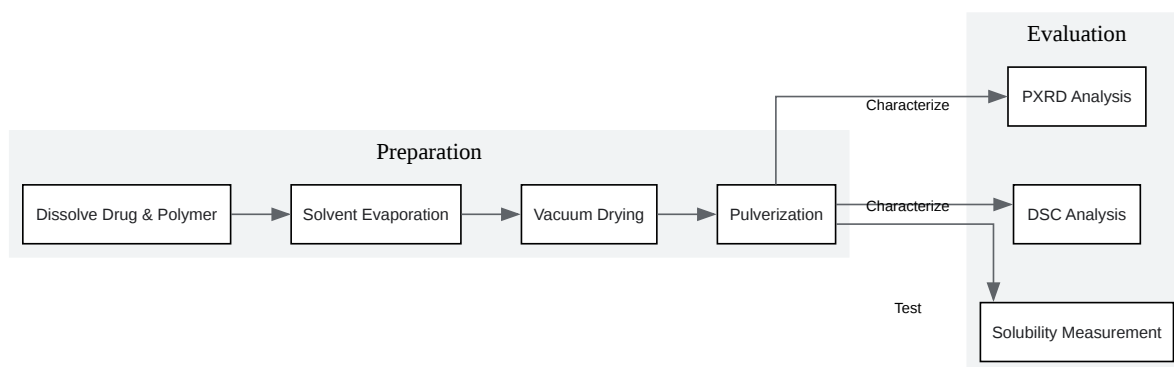 Evaluation
PXRD Analysis
Characterize
Preparation
Dissolve Drug & Polymer
Solvent Evaporation
Vacuum Drying
Pulverization
Characterize
DSC Analysis
Test
Solubility Measurement